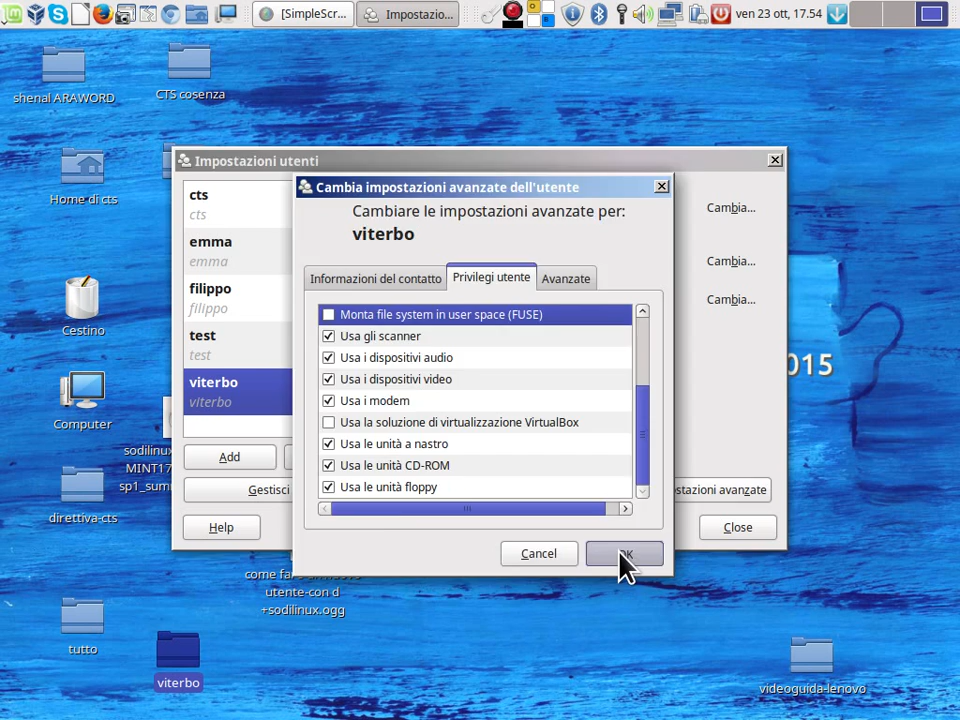 [SimpleScr...
Impostazio...
ven 23 ott, 17.54
shenal ARAWORD
CTS cosenza
Home di cts
Cestino
Computer
sodilinux
MINT17
sp1_sum
direttiva-cts
utente-con d
+sodilinux.ogg
tutto
viterbo
videoguida-lenovo
015
Impostazioni utenti
cts
cts
emma
emma
filippo
filippo
test
test
viterbo
viterbo
Add
Gestisci
Help
Cambia...
Cambia...
Cambia...
stazioni avanzate
Close
Cambia impostazioni avanzate dell'utente
Cambiare le impostazioni avanzate per:
viterbo
Informazioni del contatto
Privilegi utente
Avanzate
Monta file system in user space (FUSE)
Usa gli scanner
Usa i dispositivi audio
Usa i dispositivi video
Usa i modem
Usa la soluzione di virtualizzazione VirtualBox
Usa le unità a nastro
Usa le unità CD-ROM
Usa le unità floppy
Cancel
OK